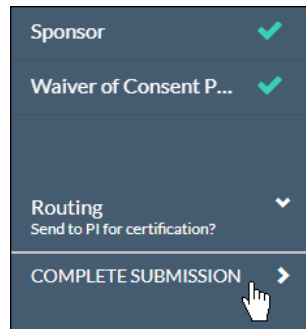 Sponsor
Waiver of Consent P...
Routing
Send to PI for certification?
COMPLETE SUBMISSION